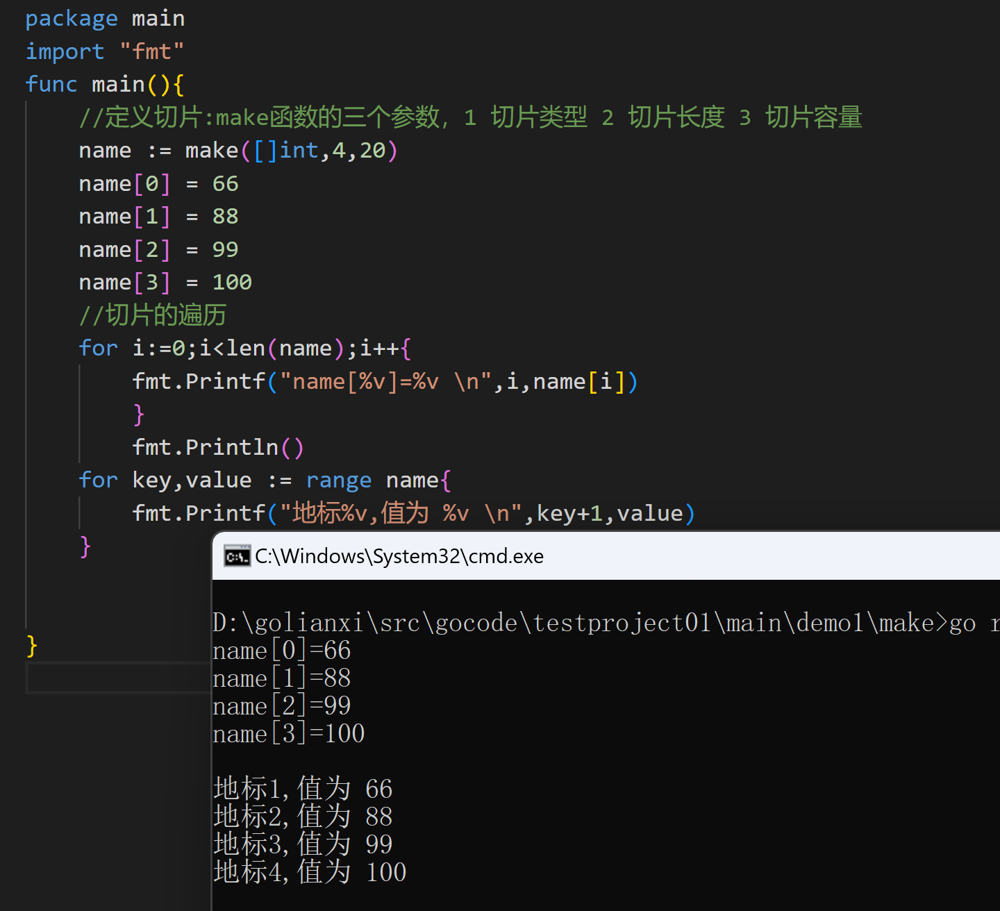 package main
import "fmt"
func main(){
//定义切片:make函数的三个参数，1 切片类型 2 切片长度 3 切片容量
name := make([]int,4,20)
name[0] = 66
name[1] = 88
name[2] = 99
name[3] = 100
//切片的遍历
for i:=0;i<len(name);i++{
fmt.Printf("name[%v]=%v \n",i,name[i])
}
fmt.Println()
for key,value := range name{
fmt.Printf("地标%v,值为 %v \n",key+1,value)
}
}
C:\Windows\System32\cmd.exe
D:\golianxi\src\gocode\testproject01\main\demo1\make>go r
name[0]=66
name[1]=88
name[2]=99
name[3]=100
地标1,值为 66
地标2,值为 88
地标3,值为 99
地标4,值为 100